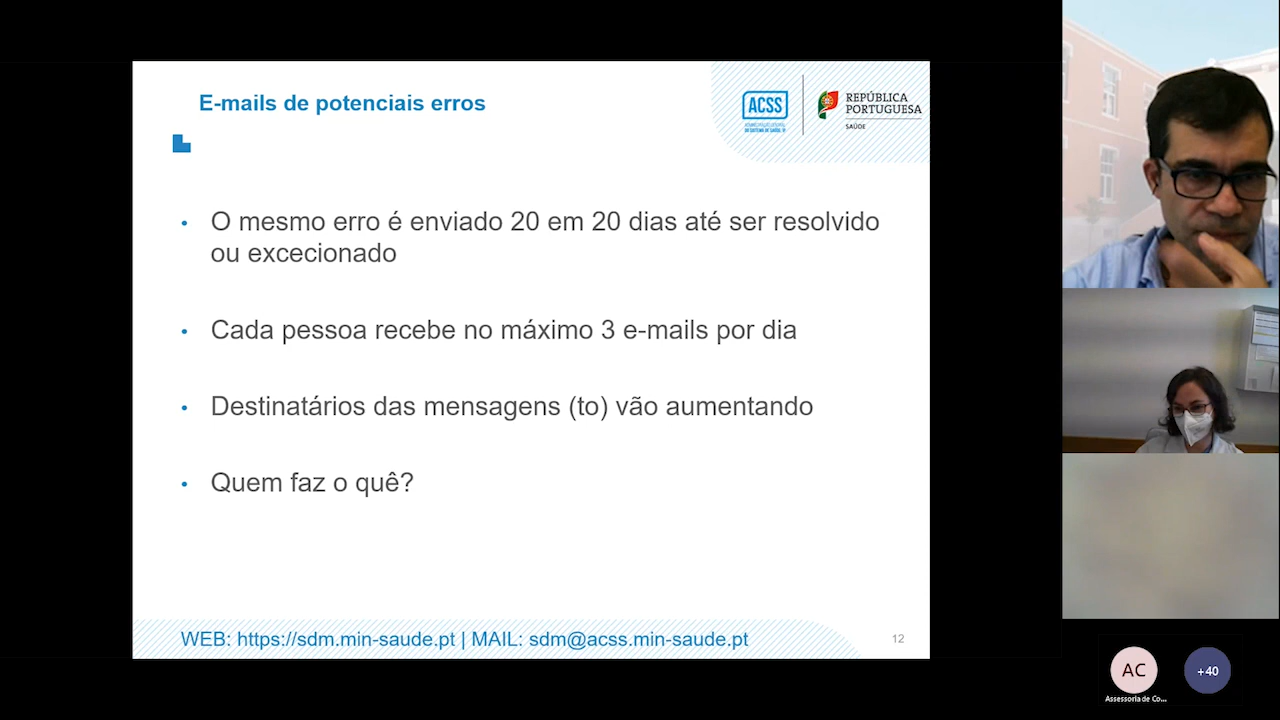 E-mails de potenciais erros
ACSS
REPÚBLICA
PORTUGUESA
SAÚDE
• O mesmo erro é enviado 20 em 20 dias até ser resolvido
ou excecionado
• Cada pessoa recebe no máximo 3 e-mails por dia
• Destinatários das mensagens (to) vão aumentando
• Quem faz o quê?
WEB: https://sdm.min-saude.pt | MAIL: sdm@acss.min-saude.pt
12
AC
+40
Assessoria de Co...